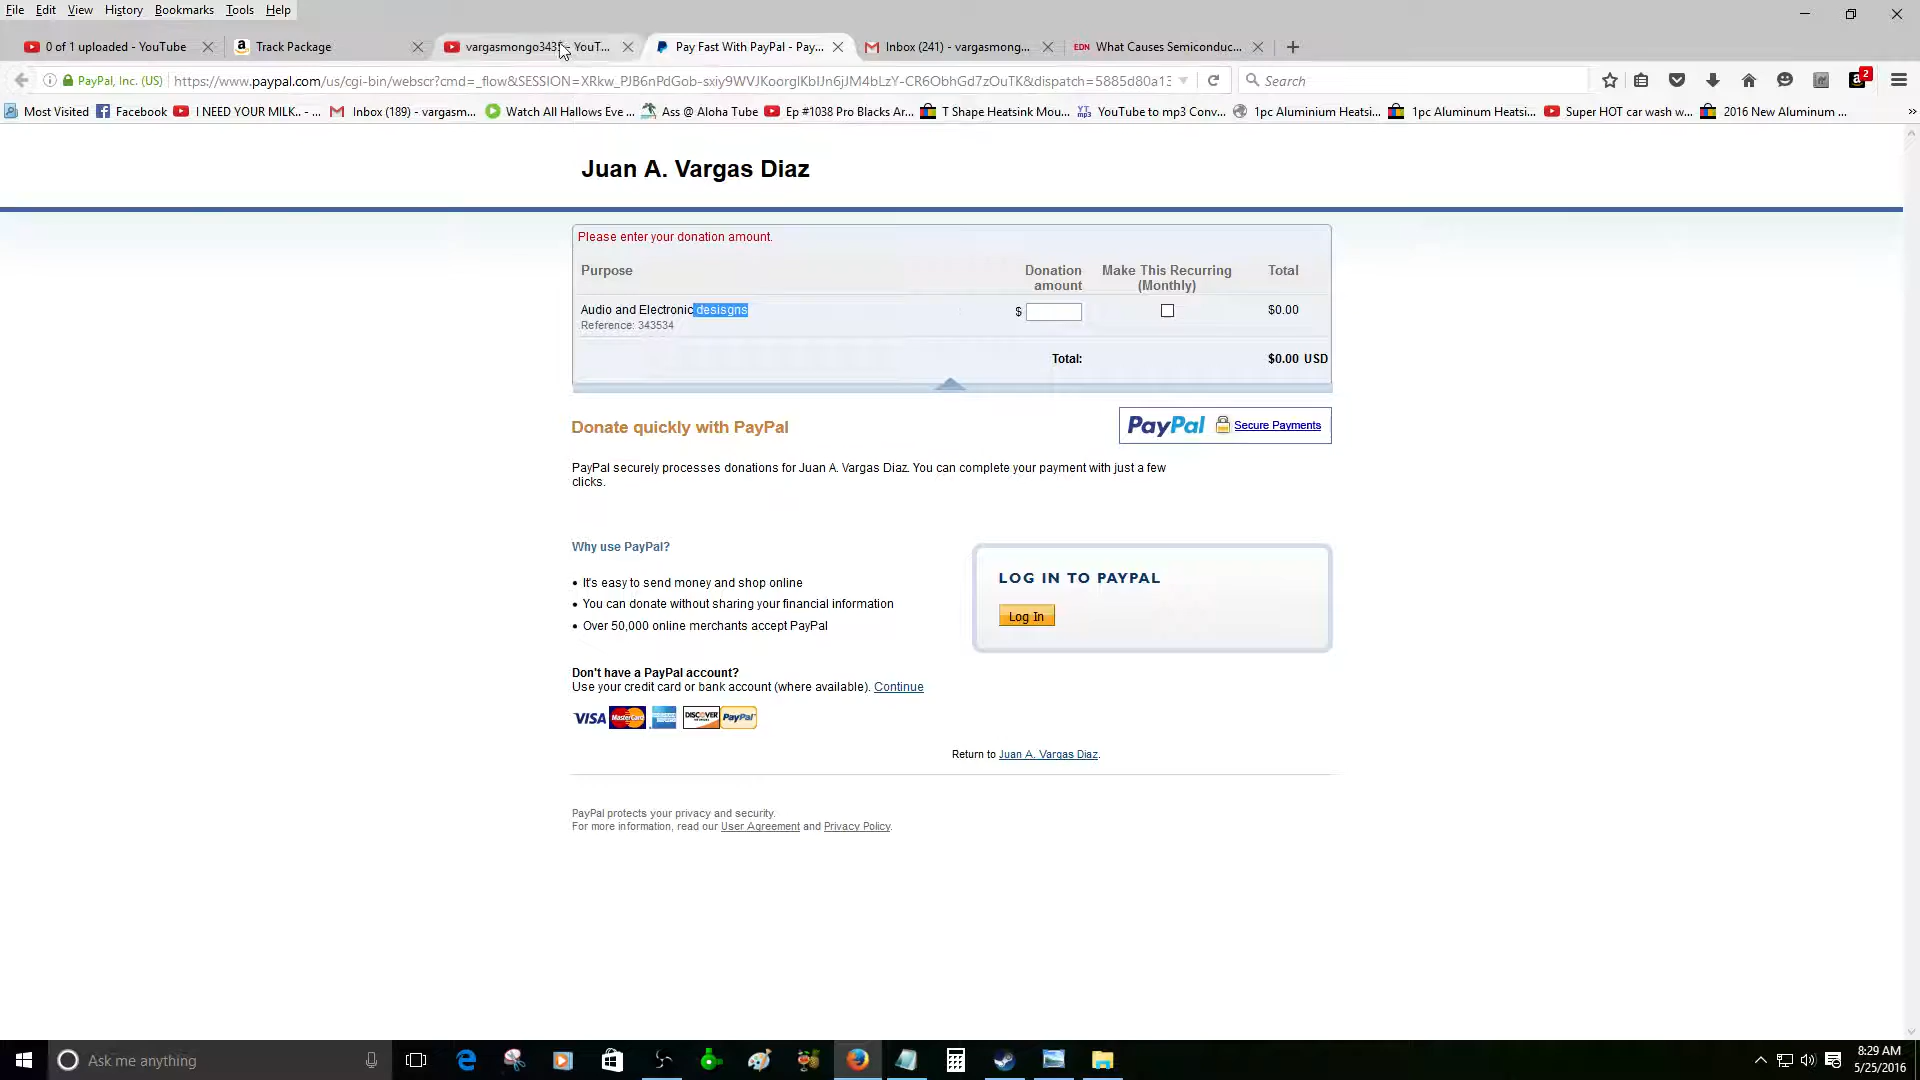 File Edit View History Bookmarks Tools Help
0 of 1 uploaded - YouTube Track Package vargasmongo343 - YouT... Pay Fast With PayPal - Pay... Inbox (241) - vargasmong... EDN What Causes Semiconduc...
PayPal, Inc. (US) https://www.paypal.com/us/cgi-bin/webscr?cmd=_flow&SESSION=XRkw_PJB6nPdGob-sxiy9WVJKoorglKbIJn6jJM4bLzY-CR6ObhGd7zOuTK&dispatch=5885d80a13 Search 2
Most Visited Facebook I NEED YOUR MILK.. - ... Inbox (189) - vargasm... Watch All Hallows Eve ... Ass @ Aloha Tube Ep #1038 Pro Blacks Ar... T Shape Heatsink Mou... YouTube to mp3 Conv... 1pc Aluminium Heatsi... 1pc Aluminum Heatsi... Super HOT car wash w... 2016 New Aluminum ...
Juan A. Vargas Diaz
Please enter your donation amount.
Purpose Donation amount Make This Recurring (Monthly) Total
Audio and Electronic desisgns $ $0.00
Reference: 343534
Total: $0.00 USD
Donate quickly with PayPal
PayPal Secure Payments
PayPal securely processes donations for Juan A. Vargas Diaz. You can complete your payment with just a few
clicks.
Why use PayPal?
• It's easy to send money and shop online
• You can donate without sharing your financial information
• Over 50,000 online merchants accept PayPal
LOG IN TO PAYPAL
Log In
Don't have a PayPal account?
Use your credit card or bank account (where available). Continue
VISA MasterCard DISCOVER PayPal
Return to Juan A. Vargas Diaz.
PayPal protects your privacy and security.
For more information, read our User Agreement and Privacy Policy.
Ask me anything
8:29 AM
5/25/2016